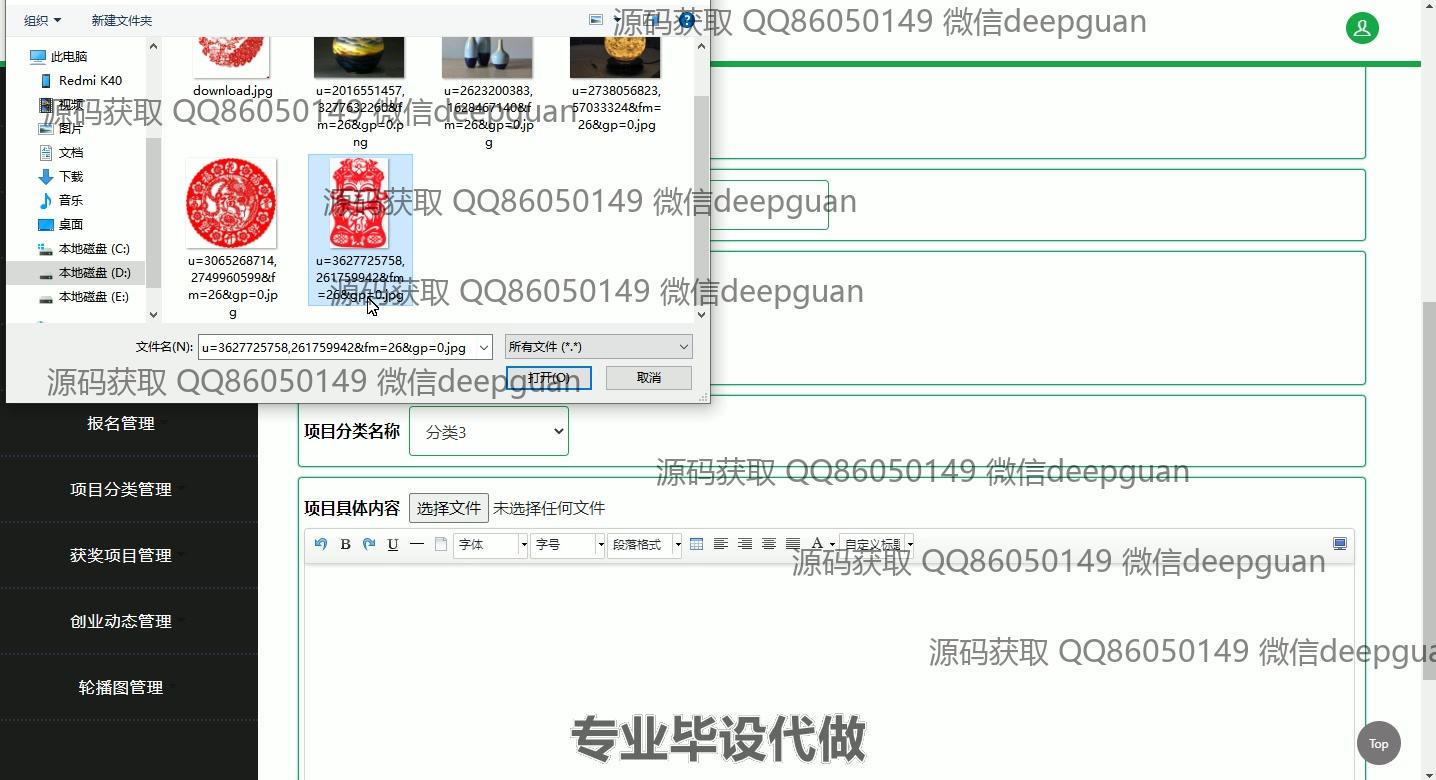 组织
新建文件夹
源码获取 QQ86050149 微信deepguan
此电脑
Redmi K40
视频
图片
文档
下载
音乐
桌面
本地磁盘 (C:)
本地磁盘 (D:)
本地磁盘 (E:)
download.jpg
u=2016551457,
3277632260&f
m=26&gp=0.p
ng
u=2623200383,
1628467140&f
m=26&gp=0.jp
g
u=2738056823,
57033324&fm=
26&gp=0.jpg
源码获取 QQ86050149 微信deepguan
源码获取 QQ86050149 微信deepguan
u=3065268714,
2749960599&f
m=26&gp=0.jp
g
u=3627725758,
261759942&fm
=26&gp=0.jpg
源码获取 QQ86050149 微信deepguan
文件名(N):
u=3627725758,261759942&fm=26&gp=0.jpg
所有文件 (*.*)
打开(O)
取消
源码获取 QQ86050149 微信deepguan
报名管理
项目分类管理
获奖项目管理
创业动态管理
轮播图管理
项目分类名称
分类3
源码获取 QQ86050149 微信deepguan
项目具体内容
选择文件
未选择任何文件
B
U
字体
字号
段落格式
A
自定义标题
源码获取 QQ86050149 微信deepguan
源码获取 QQ86050149 微信deepgua
专业毕设代做
Top